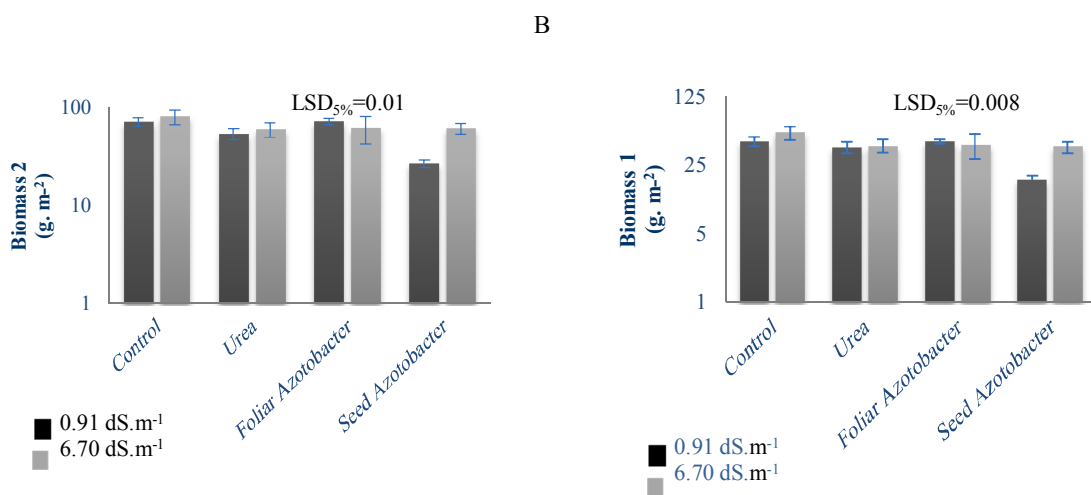 B
LSD5%=0.01
100
10
1
Biomass 2
(g. m-2)
Control
Urea
Foliar Azotobacter
Seed Azotobacter
0.91 dS.m-1
6.70 dS.m-1
LSD5%=0.008
125
25
5
1
Biomass 1
(g. m-2)
Control
Urea
Foliar Azotobacter
Seed Azotobacter
0.91 dS.m-1
6.70 dS.m-1